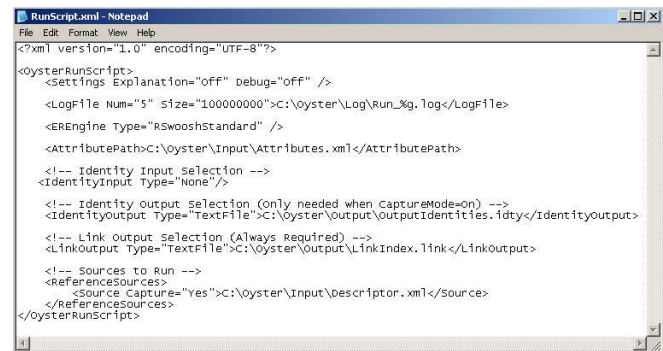 RunScript.xml - Notepad
File Edit Format View Help
<?xml version="1.0" encoding="UTF-8"?>
<OysterRunScript>
<Settings Explanation="Off" Debug="Off" />
<LogFile Num="5" Size="100000000">C:\Oyster\Log\Run_%g.log</LogFile>
<EREngine Type="RSwooshStandard" />
<AttributePath>C:\Oyster\Input\Attributes.xml</AttributePath>
<!-- Identity Input Selection -->
<IdentityInput Type="None"/>
<!-- Identity Output Selection (Only needed when CaptureMode=On) -->
<IdentityOutput Type="TextFile">C:\Oyster\Output\OutputIdentities.idty</IdentityOutput>
<!-- Link Output Selection (Always Required) -->
<LinkOutput Type="TextFile">C:\Oyster\Output\LinkIndex.link</LinkOutput>
<!-- Sources to Run -->
<ReferenceSources>
<Source Capture="Yes">C:\Oyster\Input\Descriptor.xml</Source>
</ReferenceSources>
</OysterRunScript>